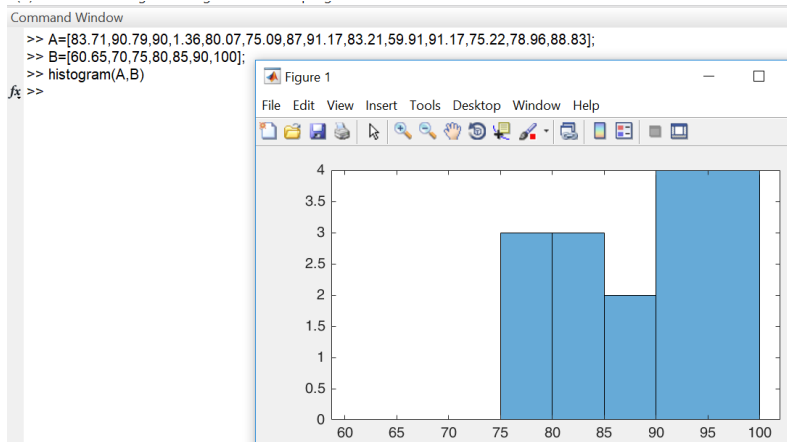 Command Window
>> A=[83.71,90.79,90,1.36,80.07,75.09,87,91.17,83.21,59.91,91.17,75.22,78.96,88.83];
>> B=[60.65,70,75,80,85,90,100];
>> histogram(A,B)
fx >>
Figure 1
File Edit View Insert Tools Desktop Window Help
4
3.5
3
2.5
2
1.5
1
0.5
0
60 65 70 75 80 85 90 95 100